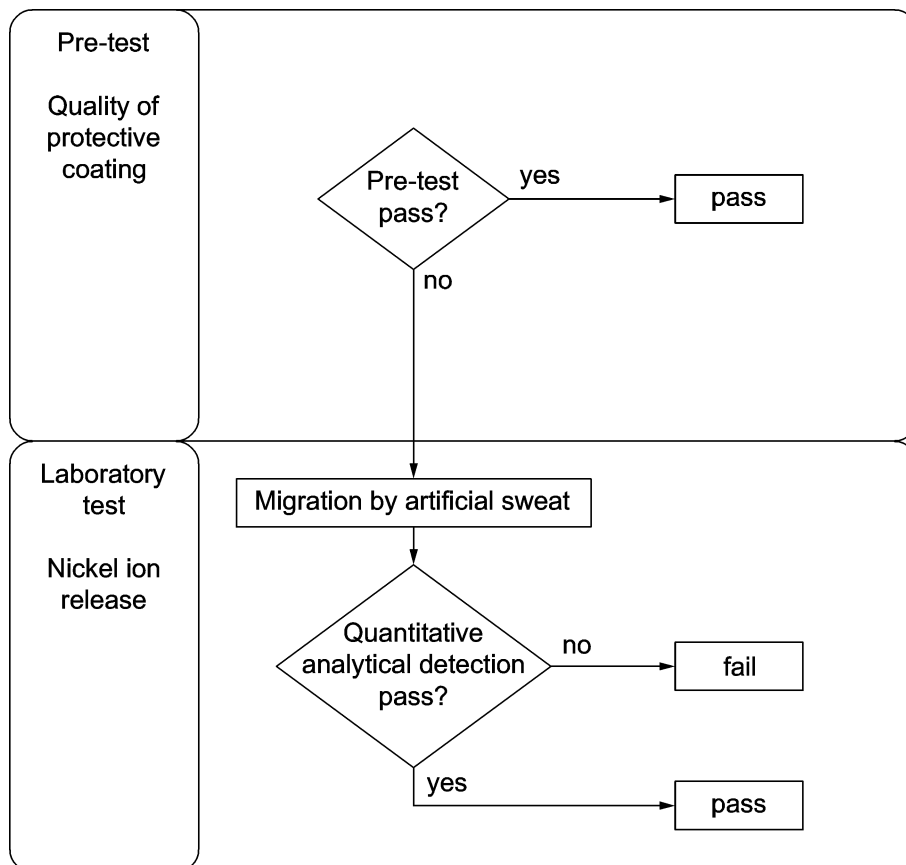 Pre-test
Quality of
protective
coating
Pre-test
pass?
yes
pass
no
Laboratory
test
Nickel ion
release
Migration by artificial sweat
Quantitative
analytical detection
pass?
no
fail
yes
pass